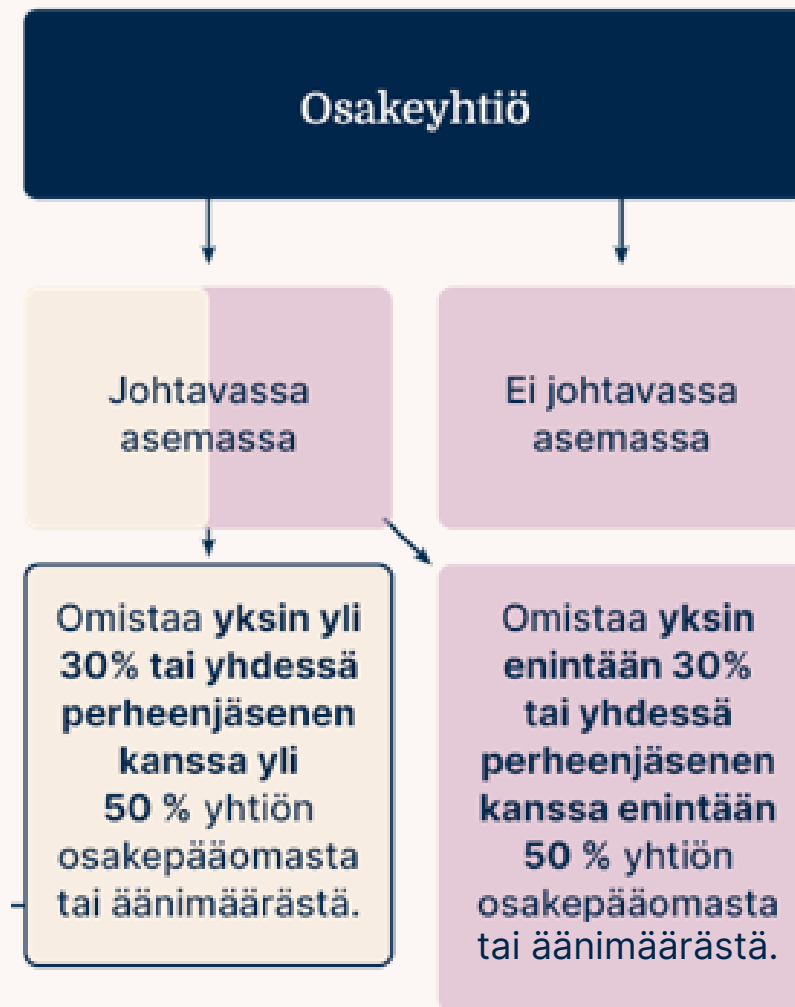 Osakeyhtiö
Johtavassa
asemassa
Ei johtavassa
asemassa
Omistaa yksin yli
30% tai yhdessä
perheenjäsenen
kanssa yli
50 % yhtiön
osakepääomasta
tai äänimäärästä.
Omistaa yksin
enintään 30%
tai yhdessä
perheenjäsenen
kanssa enintään
50 % yhtiön
osakepääomasta
tai äänimäärästä.